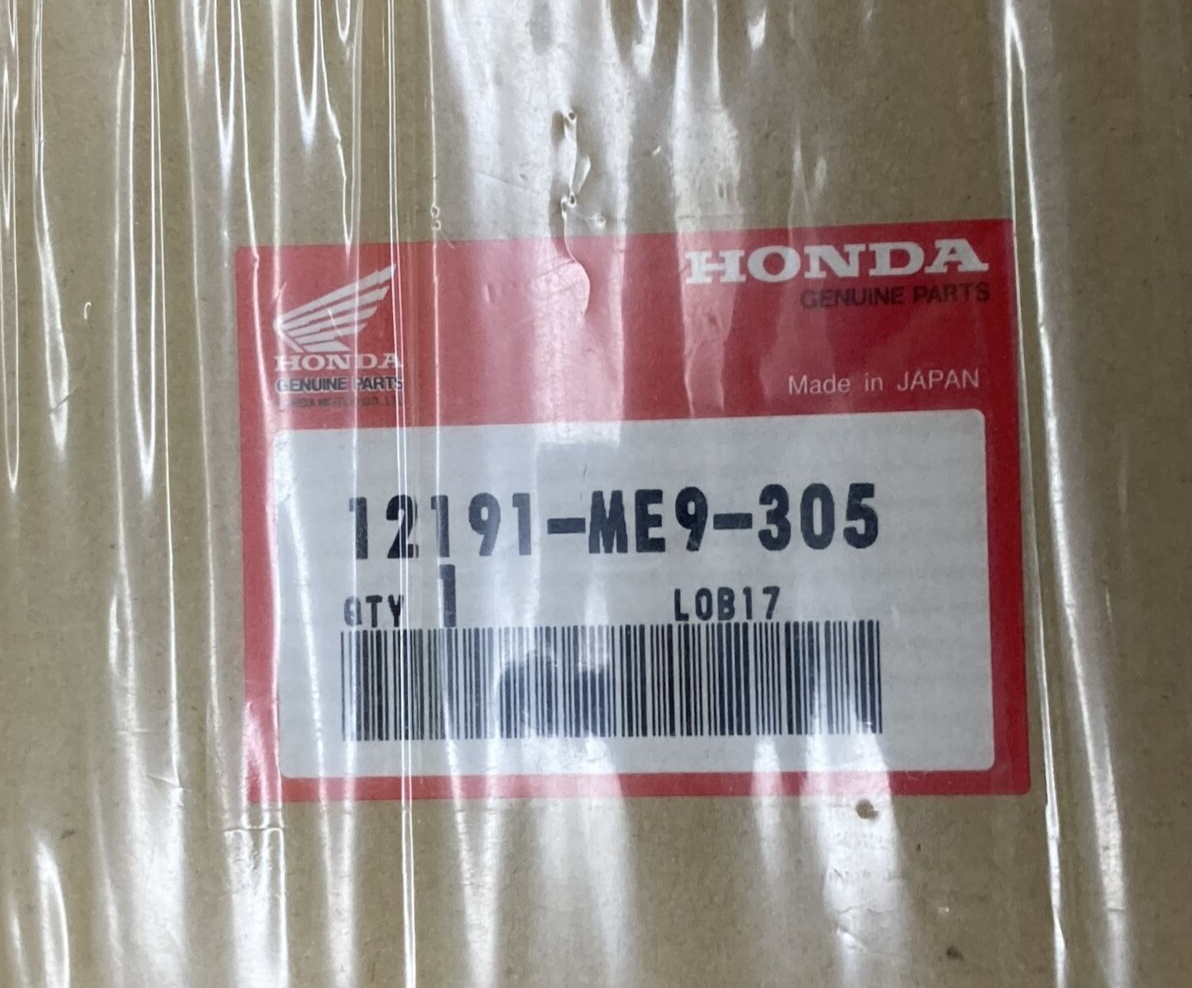 HONDA
GENUINE PARTS
Made in JAPAN
HONDA
GENUINE PARTS
12191-ME9-305
QTY 1 LOB17